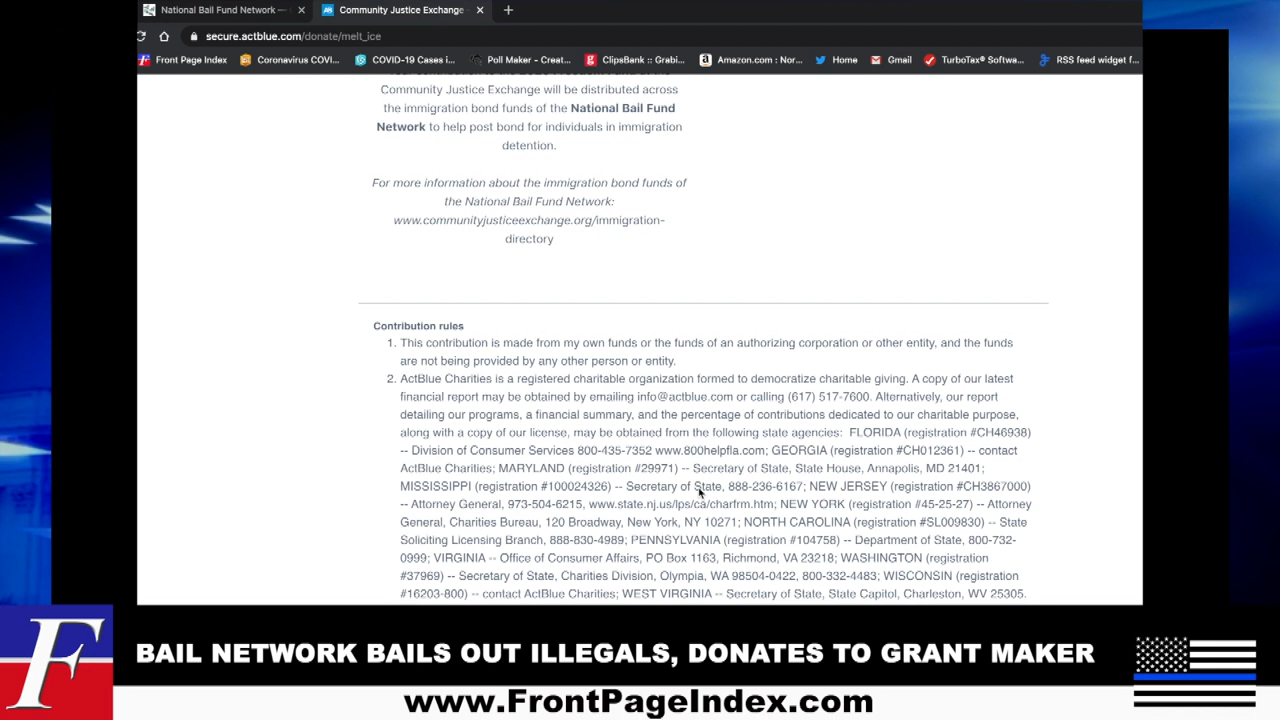 National Bail Fund Network —
Community Justice Exchange
secure.actblue.com/donate/melt_ice
Front Page Index
Coronavirus COVI...
COVID-19 Cases i...
Poll Maker - Creat...
ClipsBank :: Grabi...
Amazon.com : Nor...
Home
Gmail
TurboTax® Softwa...
RSS feed widget f...
Community Justice Exchange will be distributed across
the immigration bond funds of the National Bail Fund
Network to help post bond for individuals in immigration
detention.
For more information about the immigration bond funds of
the National Bail Fund Network:
www.communityjusticeexchange.org/immigration-
directory
Contribution rules
1. This contribution is made from my own funds or the funds of an authorizing corporation or other entity, and the funds
are not being provided by any other person or entity.
2. ActBlue Charities is a registered charitable organization formed to democratize charitable giving. A copy of our latest
financial report may be obtained by emailing info@actblue.com or calling (617) 517-7600. Alternatively, our report
detailing our programs, a financial summary, and the percentage of contributions dedicated to our charitable purpose,
along with a copy of our license, may be obtained from the following state agencies: FLORIDA (registration #CH46938)
-- Division of Consumer Services 800-435-7352 www.800helpfla.com; GEORGIA (registration #CH012361) -- contact
ActBlue Charities; MARYLAND (registration #29971) -- Secretary of State, State House, Annapolis, MD 21401;
MISSISSIPPI (registration #100024326) -- Secretary of State, 888-236-6167; NEW JERSEY (registration #CH3867000)
-- Attorney General, 973-504-6215, www.state.nj.us/lps/ca/charfrm.htm; NEW YORK (registration #45-25-27) -- Attorney
General, Charities Bureau, 120 Broadway, New York, NY 10271; NORTH CAROLINA (registration #SL009830) -- State
Soliciting Licensing Branch, 888-830-4989; PENNSYLVANIA (registration #104758) -- Department of State, 800-732-
0999; VIRGINIA -- Office of Consumer Affairs, PO Box 1163, Richmond, VA 23218; WASHINGTON (registration
#37969) -- Secretary of State, Charities Division, Olympia, WA 98504-0422, 800-332-4483; WISCONSIN (registration
#16203-800) -- contact ActBlue Charities; WEST VIRGINIA -- Secretary of State, State Capitol, Charleston, WV 25305.
F
BAIL NETWORK BAILS OUT ILLEGALS, DONATES TO GRANT MAKER
www.FrontPageIndex.com